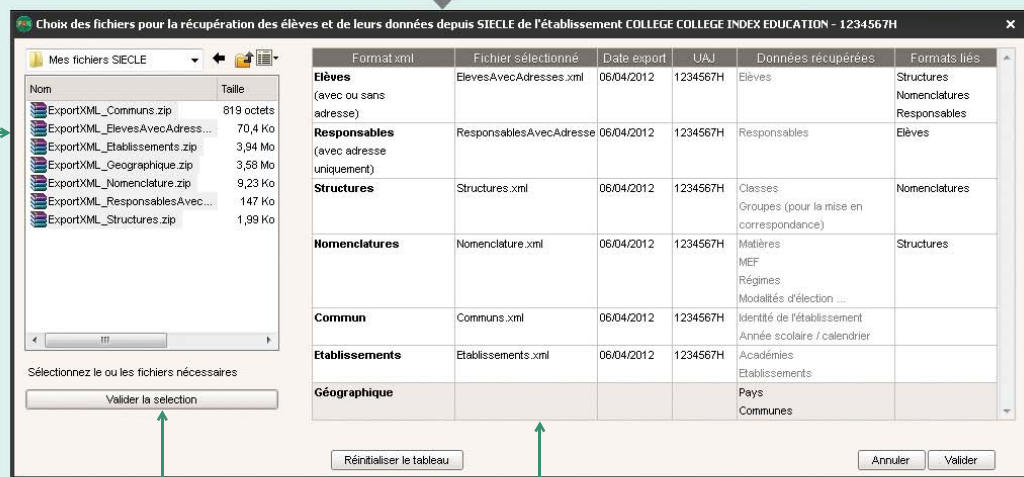 Choix des fichiers pour la récupération des élèves et de leurs données depuis SIECLE de l'établissement COLLEGE COLLEGE INDEX EDUCATION - 1234567H
Mes fichiers SIECLE
Nom Taille
ExportXML_Communs.zip 819 octets
ExportXML_ElevesAvecAdress... 70,4 Ko
ExportXML_Etablissements.zip 3,94 Mo
ExportXML_Geographique.zip 3,58 Mo
ExportXML_Nomenclature.zip 9,23 Ko
ExportXML_ResponsablesAvec... 147 Ko
ExportXML_Structures.zip 1,99 Ko
Sélectionnez le ou les fichiers nécessaires
Valider la selection
Format xml Fichier sélectionné Date export UAJ Données récupérées Formats liés
Elèves ElevesAvecAdresses.xml 06/04/2012 1234567H Elèves Structures
(avec ou sans Nomenclatures
adresse) Responsables
Responsables ResponsablesAvecAdresse 06/04/2012 1234567H Responsables Elèves
(avec adresse
uniquement)
Structures Structures.xml 06/04/2012 1234567H Classes Nomenclatures
Groupes (pour la mise en
correspondance)
Nomenclatures Nomenclature.xml 06/04/2012 1234567H Matières Structures
MEF
Régimes
Modalités d'élection ...
Commun Communs.xml 06/04/2012 1234567H Identité de l'établissement
Année scolaire / calendrier
Etablissements Etablissements.xml 06/04/2012 1234567H Académies
Etablissements
Géographique Pays
Communes
Réinitialiser le tableau Annuler Valider